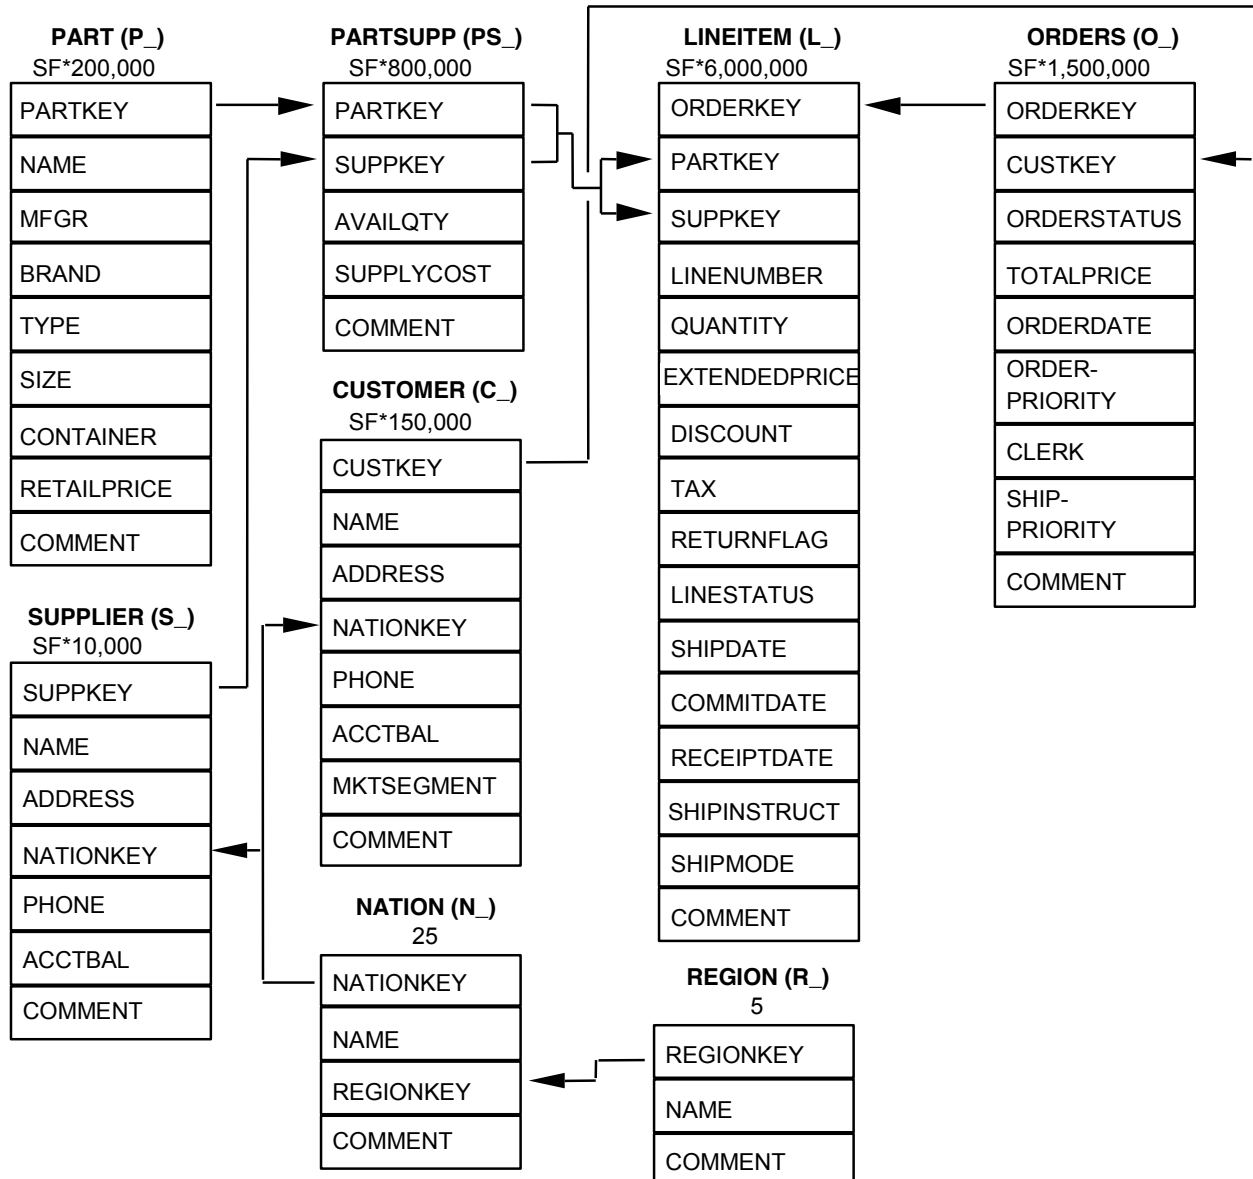 PART (P_)
SF*200,000
PARTKEY
NAME
MFGR
BRAND
TYPE
SIZE
CONTAINER
RETAILPRICE
COMMENT
SUPPLIER (S_)
SF*10,000
SUPPKEY
NAME
ADDRESS
NATIONKEY
PHONE
ACCTBAL
COMMENT
PARTSUPP (PS_)
SF*800,000
PARTKEY
SUPPKEY
AVAILQTY
SUPPLYCOST
COMMENT
CUSTOMER (C_)
SF*150,000
CUSTKEY
NAME
ADDRESS
NATIONKEY
PHONE
ACCTBAL
MKTSEGMENT
COMMENT
NATION (N_)
25
NATIONKEY
NAME
REGIONKEY
COMMENT
LINEITEM (L_)
SF*6,000,000
ORDERKEY
PARTKEY
SUPPKEY
LINENUMBER
QUANTITY
EXTENDEDPRICE
DISCOUNT
TAX
RETURNFLAG
LINESTATUS
SHIPDATE
COMMITDATE
RECEIPTDATE
SHIPINSTRUCT
SHIPMODE
COMMENT
REGION (R_)
5
REGIONKEY
NAME
COMMENT
ORDERS (O_)
SF*1,500,000
ORDERKEY
CUSTKEY
ORDERSTATUS
TOTALPRICE
ORDERDATE
ORDER-
PRIORITY
CLERK
SHIP-
PRIORITY
COMMENT